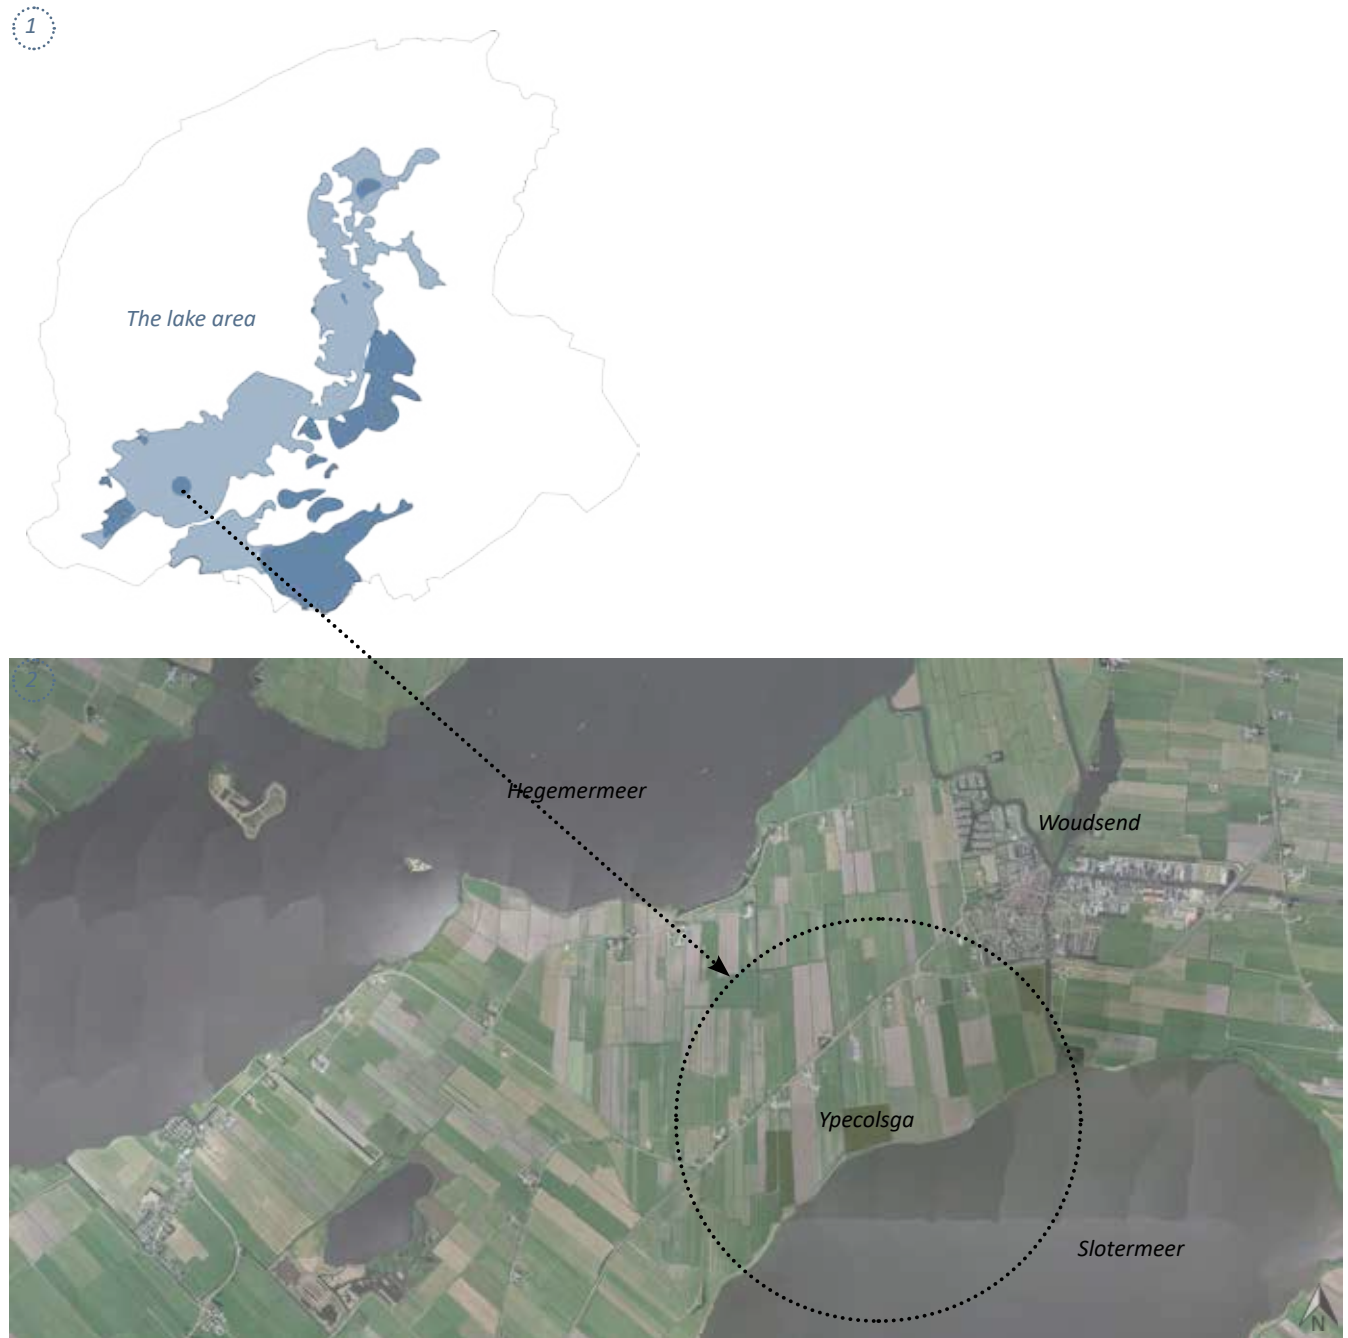 1
The lake area
2
Hegemermeer
Woudsend
Ypecolsga
Slotermeer
N